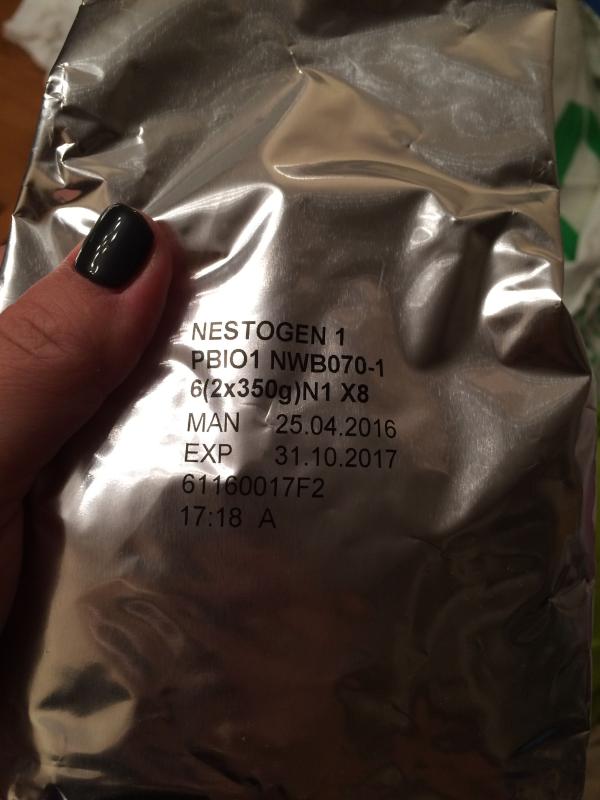 NESTOGEN 1
PBIO1 NWB070-1
6(2x350g)N1 X8
MAN 25.04.2016
EXP 31.10.2017
61160017F2
17:18 A